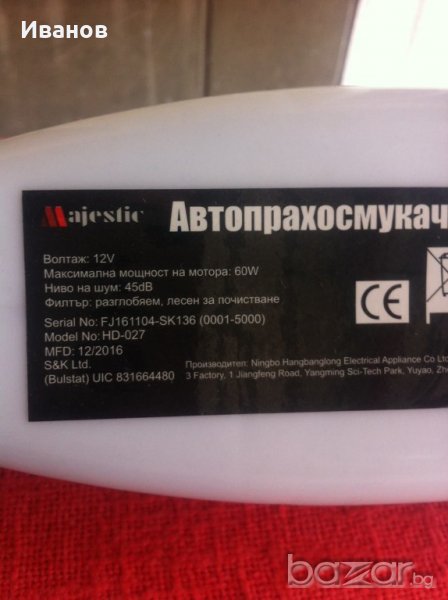 Иванов
Majestic Автопрахосмукач
Волтаж: 12V
Максимална мощност на мотора: 60W
Ниво на шум: 45dB
Филтър: разглобяем, лесен за почистване
Serial No: FJ161104-SK136 (0001-5000)
Model No: HD-027
MFD: 12/2016
S&K Ltd.
(Bulstat) UIC 831664480
CE
Производител: Ningbo Hangbanglong Electrical Appliance Co Ltd
3 Factory, 1 Jiangfeng Road, Yangming Sci-Tech Park, Yuyao, Zhe
bazar.bg